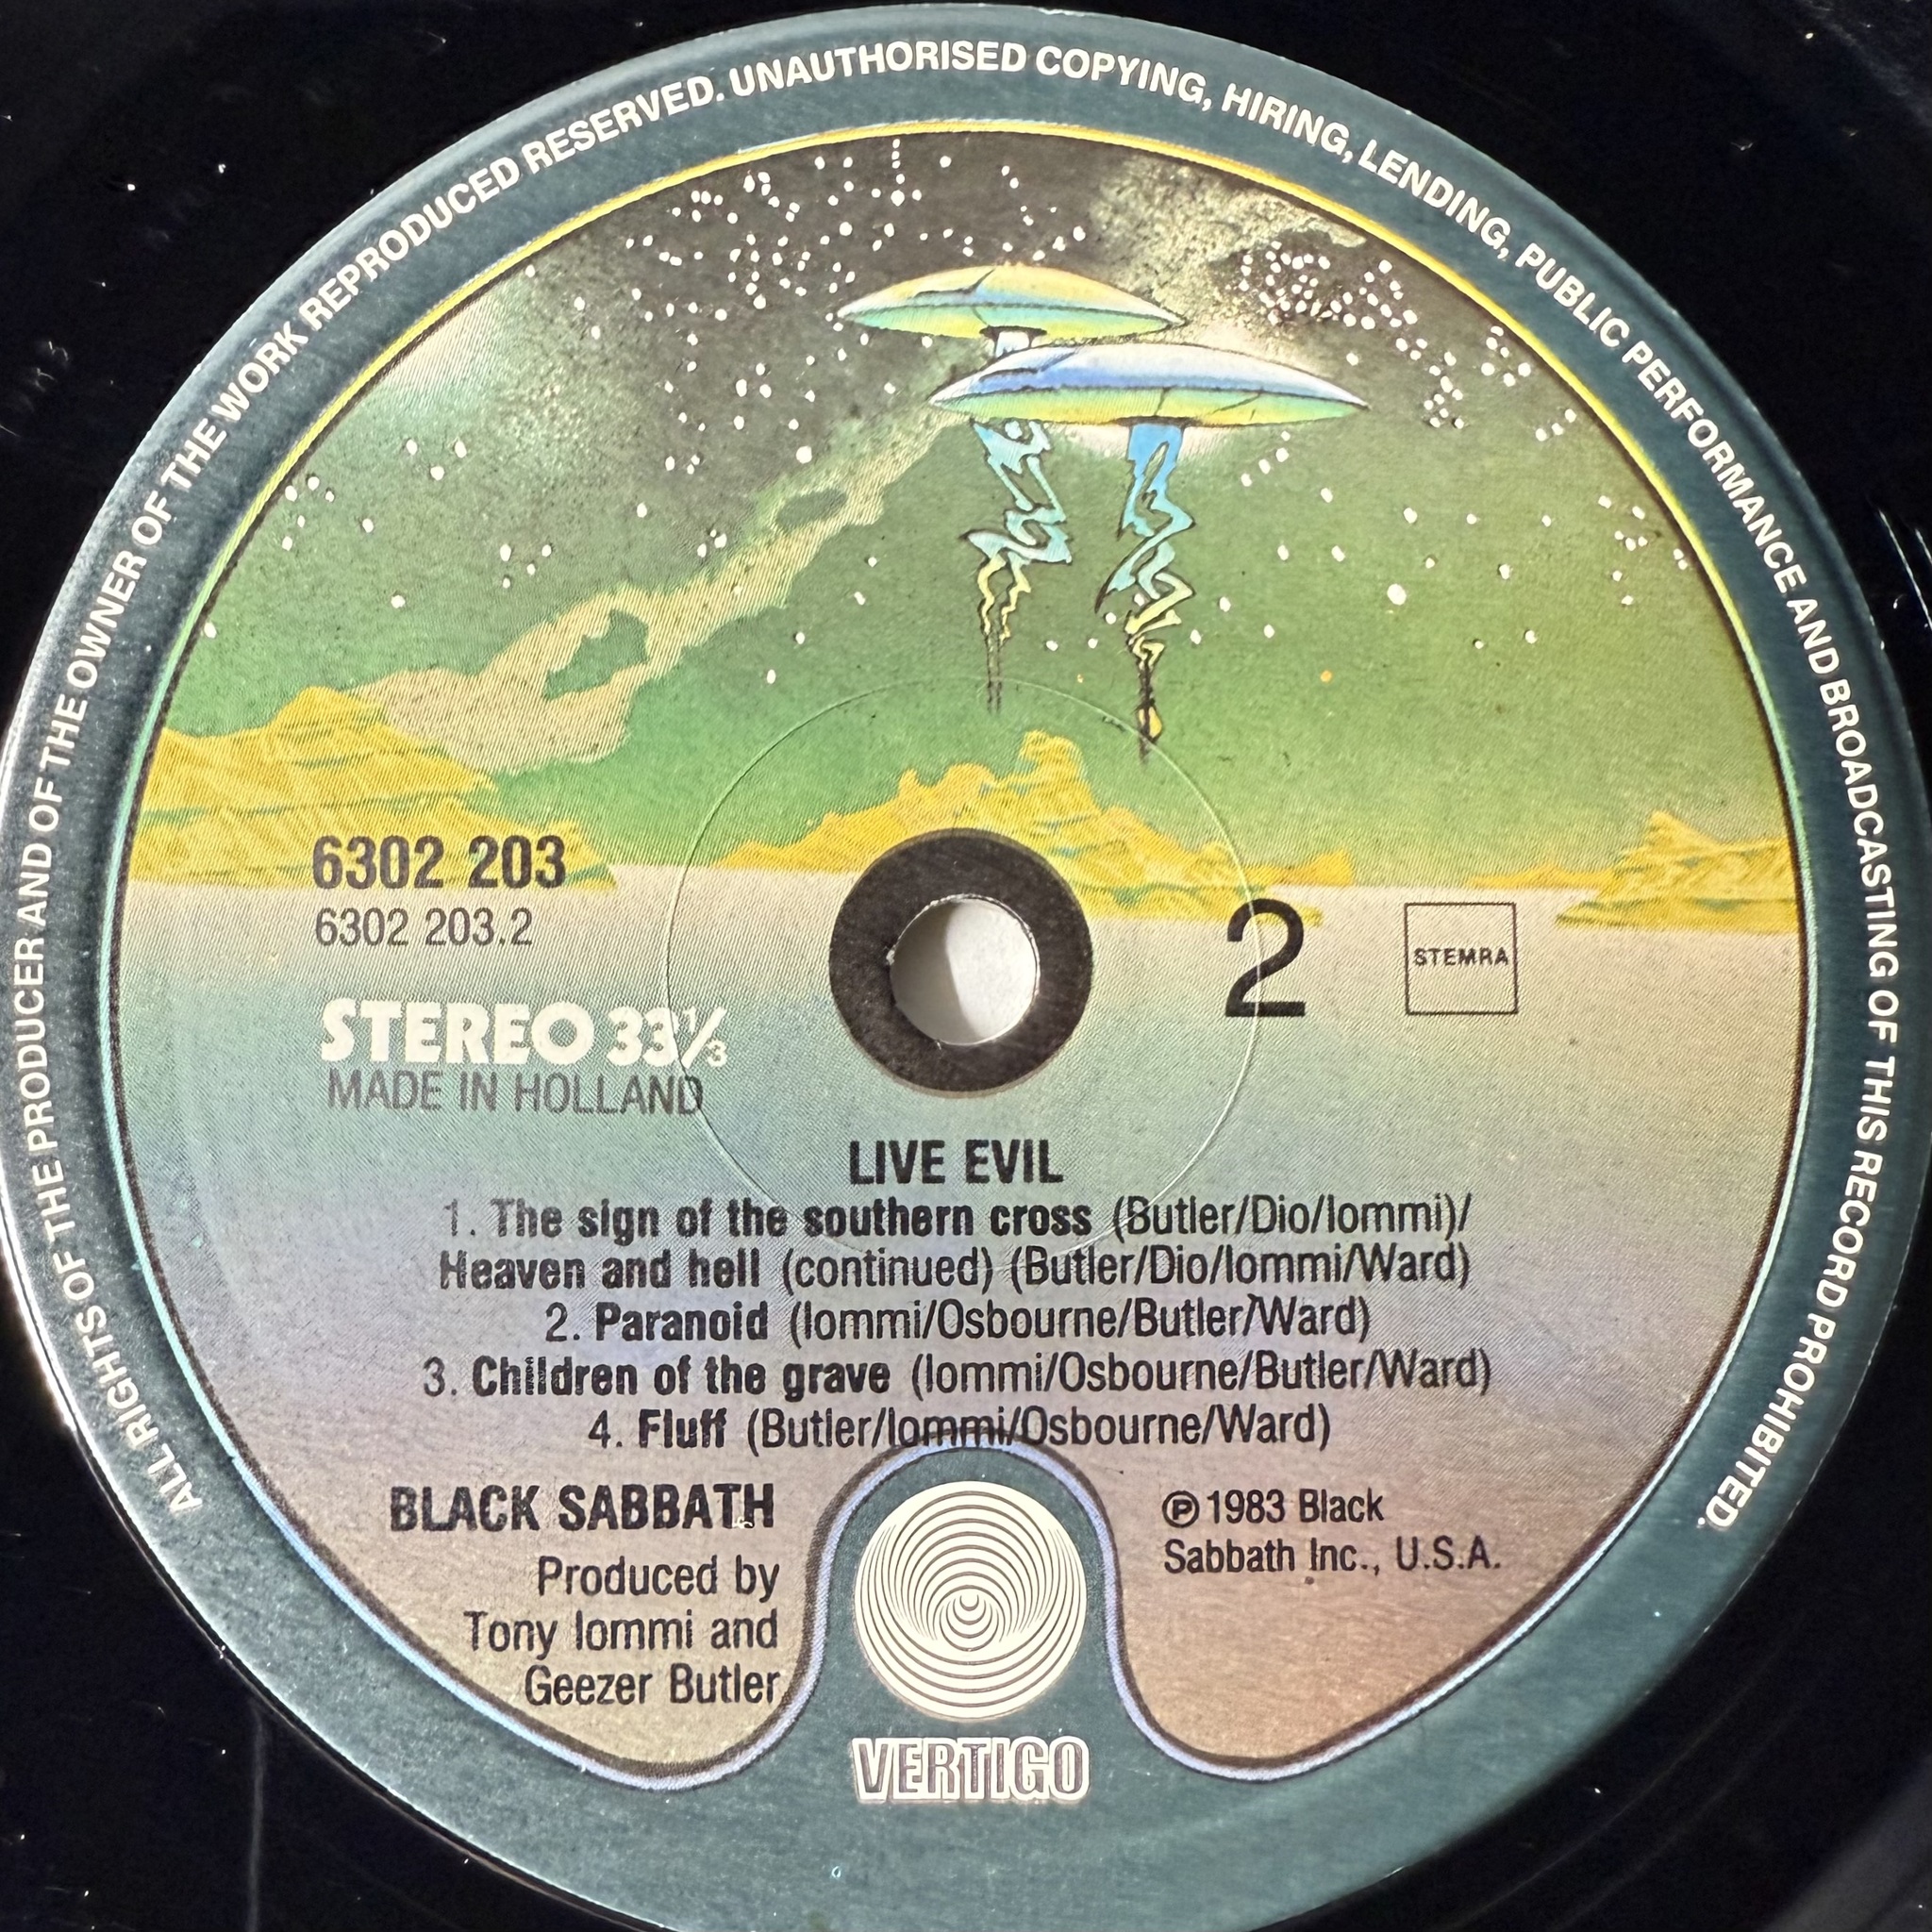 ALL RIGHTS OF THE PRODUCER AND OF THE OWNER OF THE WORK REPRODUCED RESERVED. UNAUTHORISED COPYING, HIRING, LENDING, PUBLIC PERFORMANCE AND BROADCASTING OF THIS RECORD PROHIBITED.
6302 203
6302 203.2
STEREO 33⅓
MADE IN HOLLAND
2
STEMRA
LIVE EVIL
1. The sign of the southern cross (Butler/Dio/Iommi)/
Heaven and hell (continued) (Butler/Dio/Iommi/Ward)
2. Paranoid (Iommi/Osbourne/Butler/Ward)
3. Children of the grave (Iommi/Osbourne/Butler/Ward)
4. Fluff (Butler/Iommi/Osbourne/Ward)
BLACK SABBATH
Produced by
Tony Iommi and
Geezer Butler
℗ 1983 Black
Sabbath Inc., U.S.A.
VERTIGO